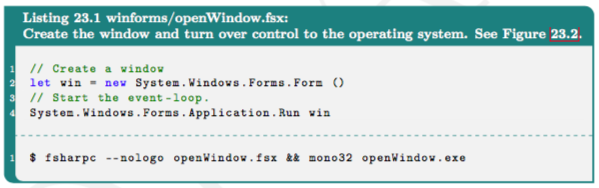 Listing 23.1 winforms/openWindow.fsx:
Create the window and turn over control to the operating system. See Figure 23.2.
1 // Create a window
2 let win = new System.Windows.Forms.Form ()
3 // Start the event-loop.
4 System.Windows.Forms.Application.Run win
1 $ fsharpc --nologo openWindow.fsx && mono32 openWindow.exe